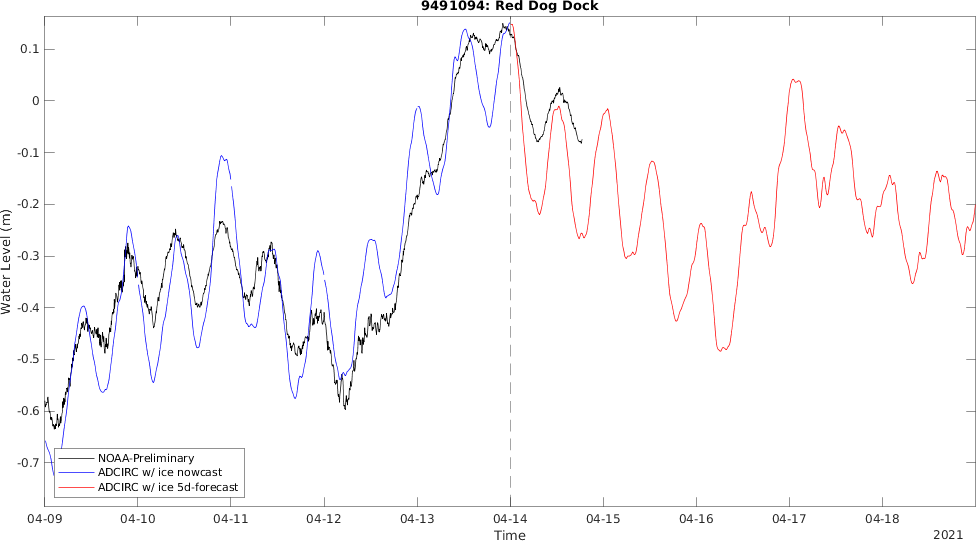 9491094: Red Dog Dock
Water Level (m)
0.1
0
-0.1
-0.2
-0.3
-0.4
-0.5
-0.6
-0.7
NOAA-Preliminary
ADCIRC w/ ice nowcast
ADCIRC w/ ice 5d-forecast
04-09 04-10 04-11 04-12 04-13 04-14 04-15 04-16 04-17 04-18
Time
2021